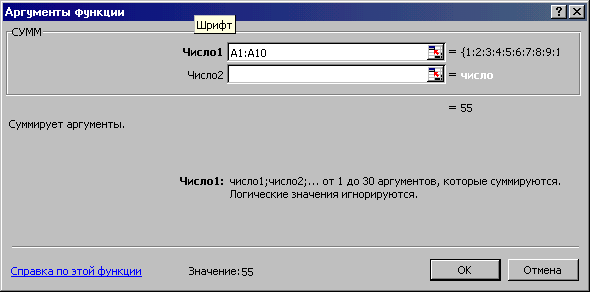 Аргументы функции
Шрифт
СУММ
Число1 A1:A10 = {1:2:3:4:5:6:7:8:9:1
Число2 = число
= 55
Суммирует аргументы.
Число1: число1;число2;... от 1 до 30 аргументов, которые суммируются.
Логические значения игнорируются.
Справка по этой функции Значение:55 OK Отмена